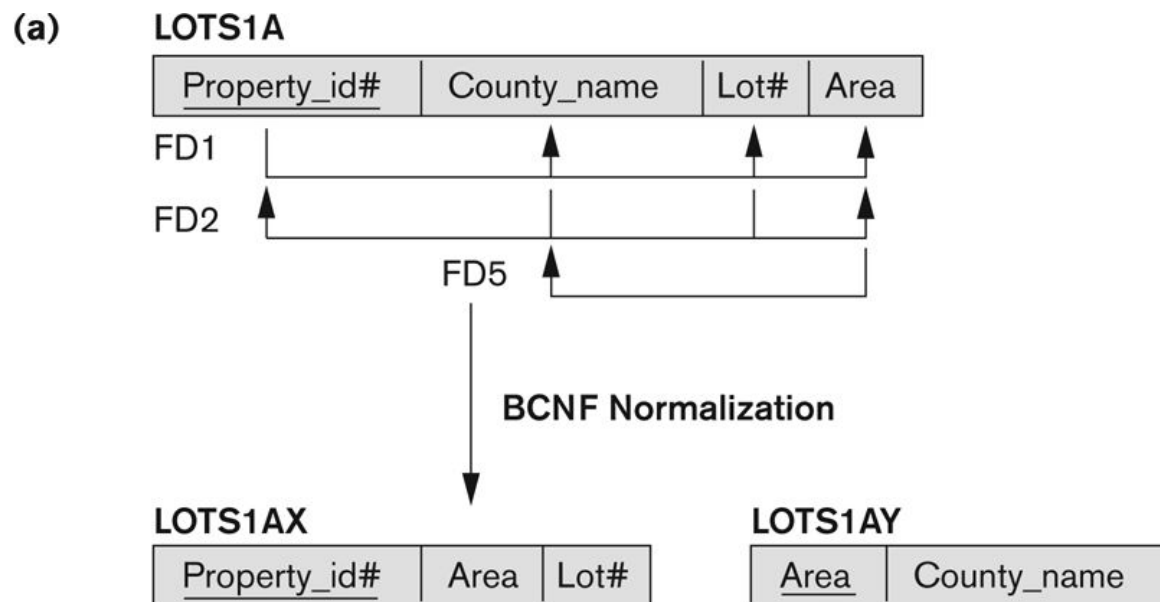 (a) LOTS1A
Property_id# County_name Lot# Area
FD1
FD2
FD5
BCNF Normalization
LOTS1AX LOTS1AY
Property_id# Area Lot# Area County_name